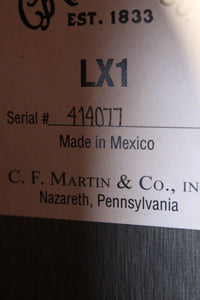 EST. 1833
LX1
Serial # 414077
Made in Mexico
C. F. MARTIN & CO., IN
Nazareth, Pennsylvania